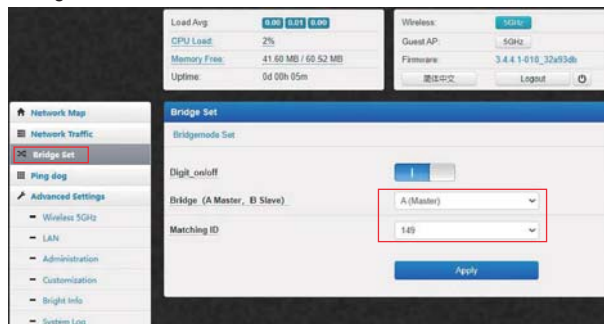 Load Avg: 0.00 0.01 0.00
CPU Load: 2%
Memory Free: 41.60 MB / 60.52 MB
Uptime: 0d 00h 05m
Wireless: 5GHz
Guest AP: 5GHz
Firmware: 3.4.4.1-010_32a93db
简体中文 Logout
Network Map
Network Traffic
Bridge Set
Ping dog
Advanced Settings
Wireless 5GHz
LAN
Administration
Customization
Bright Info
System Log
Bridge Set
Bridgemode Set
Digit_on/off
Bridge (A Master, B Slave)
A (Master)
Matching ID
149
Apply